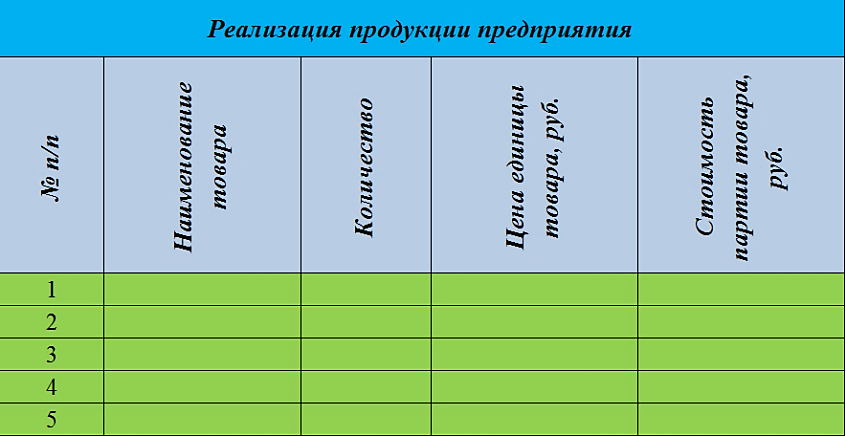 Реализация продукции предприятия
№ п/п
Наименование
товара
Количество
Цена единицы
товара, руб.
Стоимость
партии товара,
руб.
1
2
3
4
5